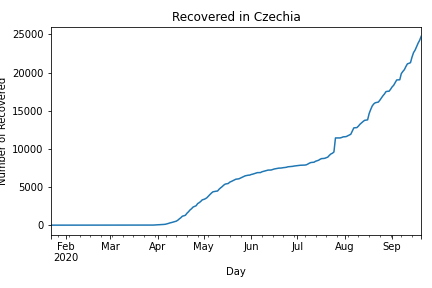 Recovered in Czechia
Number of Recovered
25000
20000
15000
10000
5000
0
Feb Mar Apr May Jun Jul Aug Sep
2020
Day